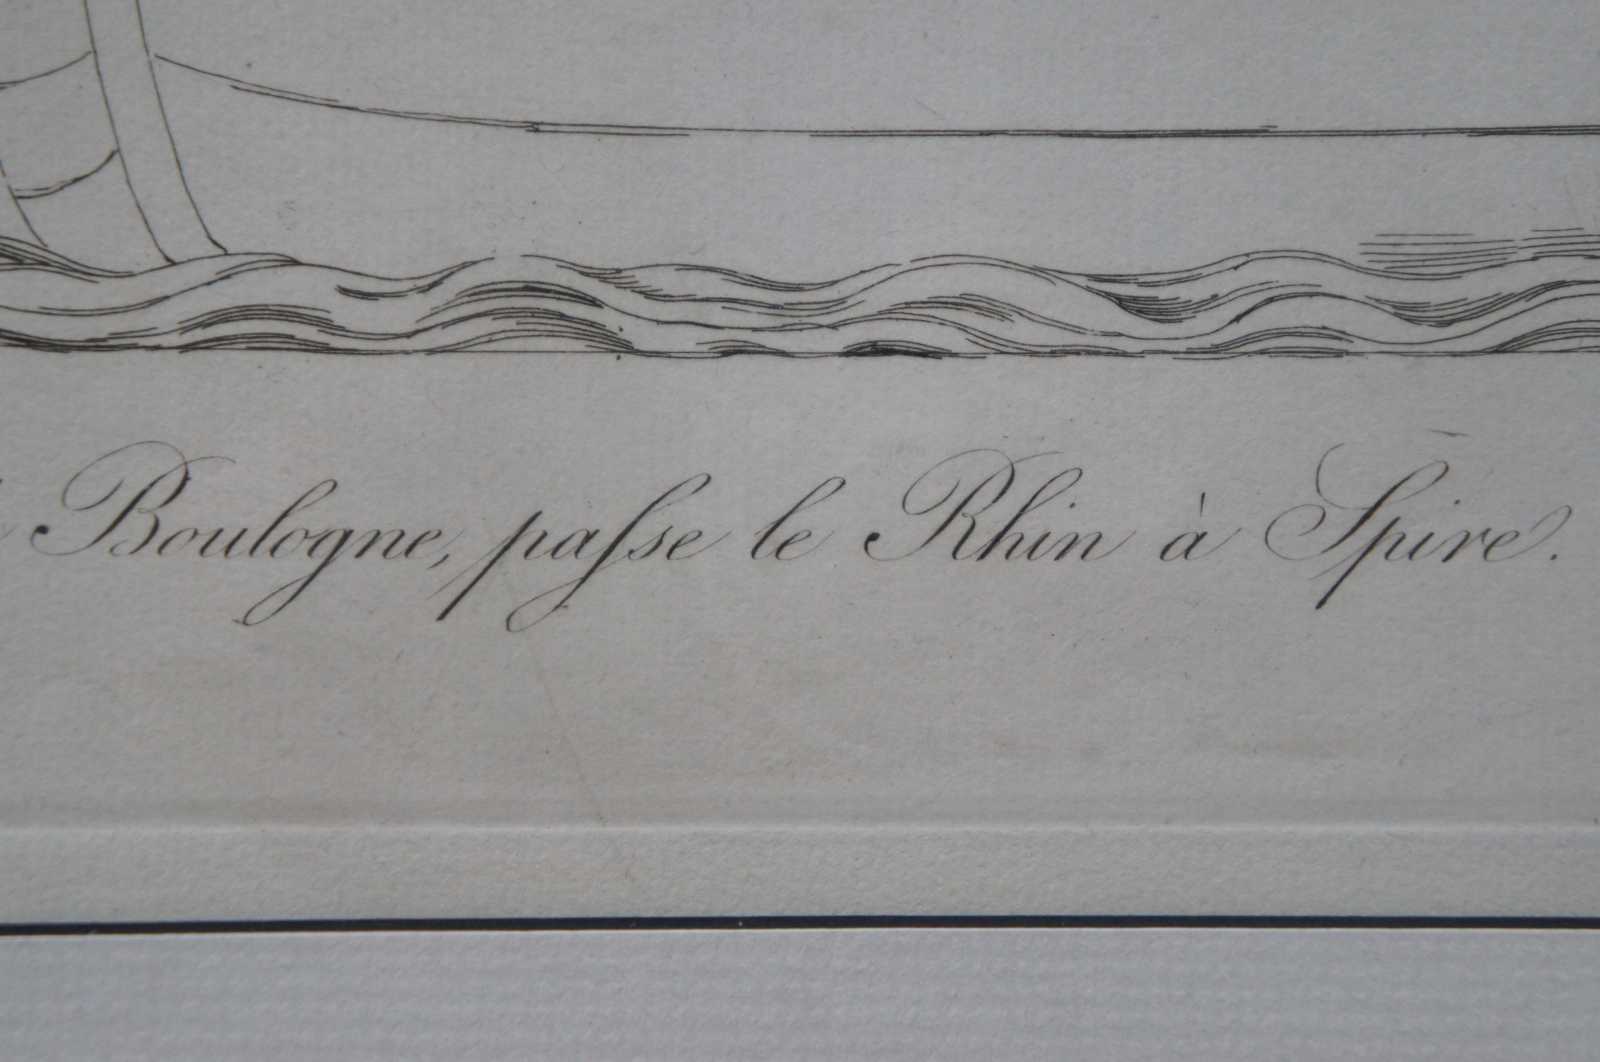 Boulogne, paſse le Rhin à Spire.